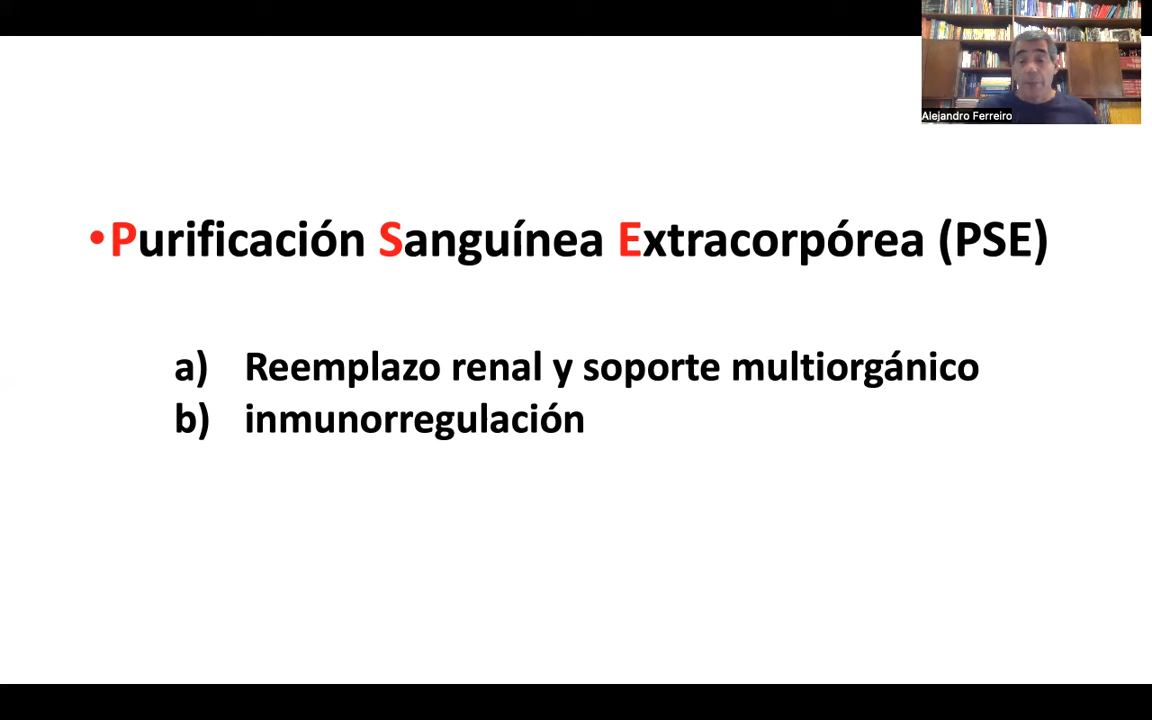 Alejandro Ferreiro
•Purificación Sanguínea Extracorpórea (PSE)
a) Reemplazo renal y soporte multiorgánico
b) inmunorregulación